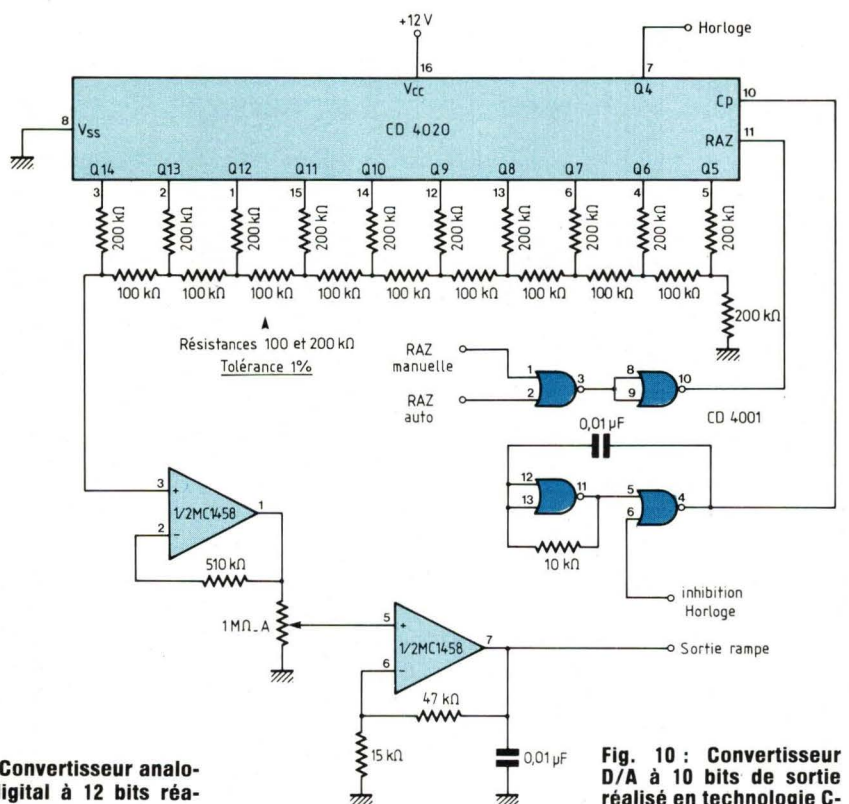 +12 V
Horloge
16
7
Vcc
Q4
Cp
10
8
Vss
CD 4020
RAZ
11
Q14 Q13 Q12 Q11 Q10 Q9 Q8 Q7 Q6 Q5
3 2 1 15 14 12 13 6 4 5
200 kΩ 200 kΩ 200 kΩ 200 kΩ 200 kΩ 200 kΩ 200 kΩ 200 kΩ 200 kΩ 200 kΩ
100 kΩ 100 kΩ 100 kΩ 100 kΩ 100 kΩ 100 kΩ 100 kΩ 100 kΩ 100 kΩ
200 kΩ
Résistances 100 et 200 kΩ
Tolérance 1%
RAZ
manuelle
1
3
8
10
RAZ
auto
2
9
CD 4001
0,01 µF
12
11
5
4
13
6
10 kΩ
inhibition
Horloge
3
+
1/2MC1458
1
2
-
510 kΩ
1 MΩ_A
5
+
1/2MC1458
7
Sortie rampe
6
-
47 kΩ
15 kΩ
0,01 µF
Convertisseur analo-
digital à 12 bits réa-
Fig. 10 : Convertisseur
D/A à 10 bits de sortie
réalisé en technologie C-